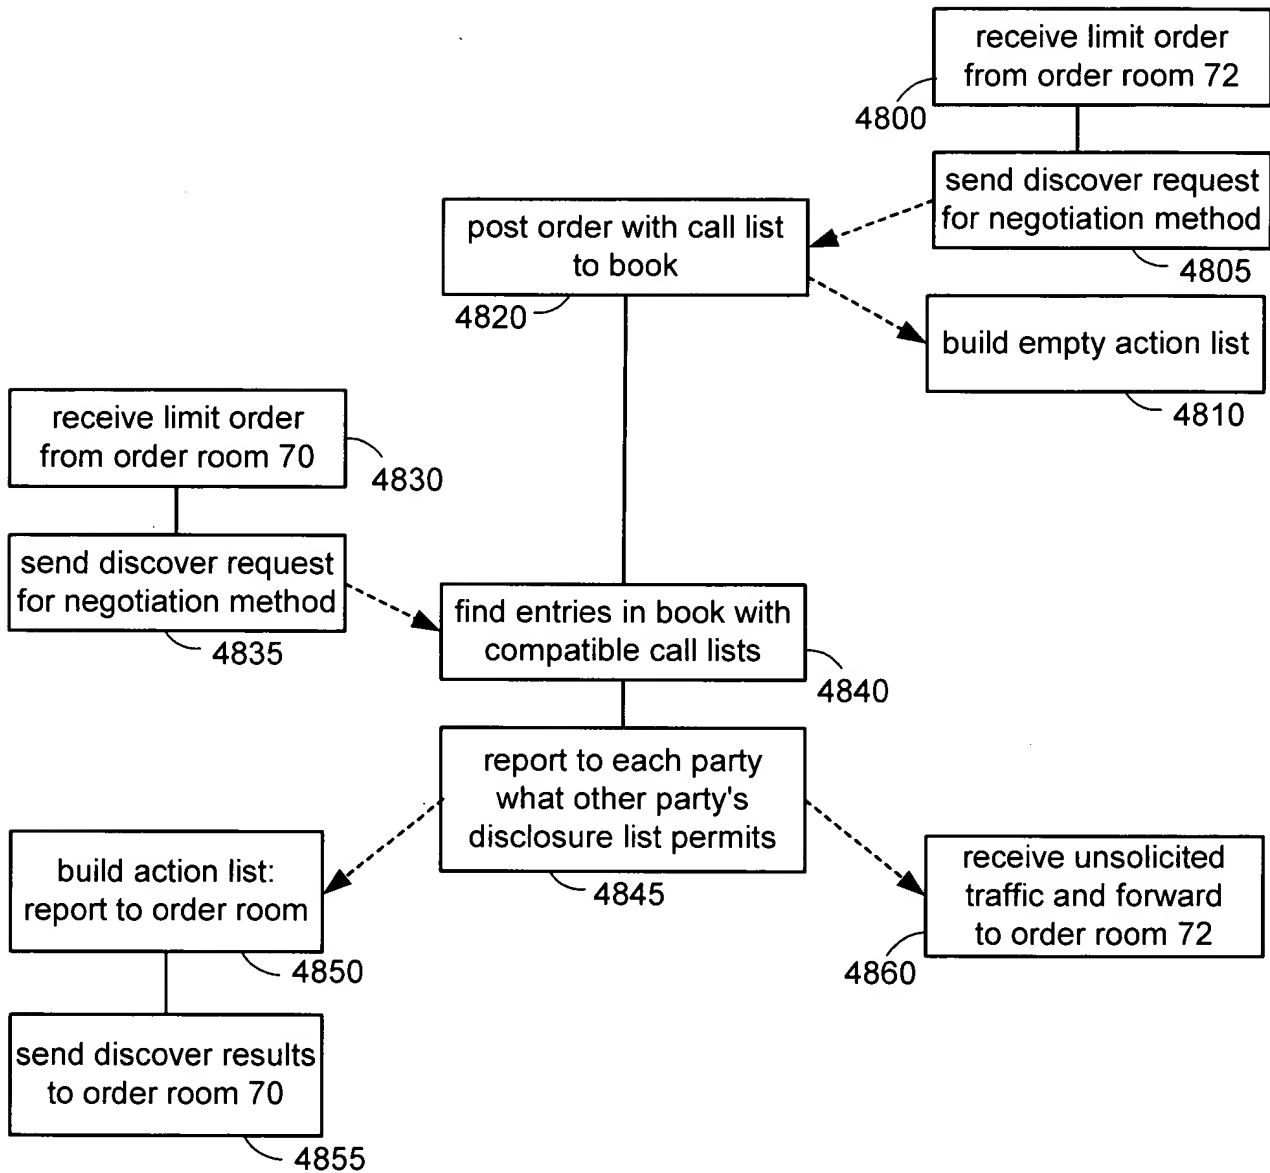 receive limit order
from order room 72
4800
send discover request
for negotiation method
4805
post order with call list
to book
4820
build empty action list
4810
receive limit order
from order room 70
4830
send discover request
for negotiation method
4835
find entries in book with
compatible call lists
4840
report to each party
what other party's
disclosure list permits
4845
build action list:
report to order room
4850
receive unsolicited
traffic and forward
to order room 72
4860
send discover results
to order room 70
4855